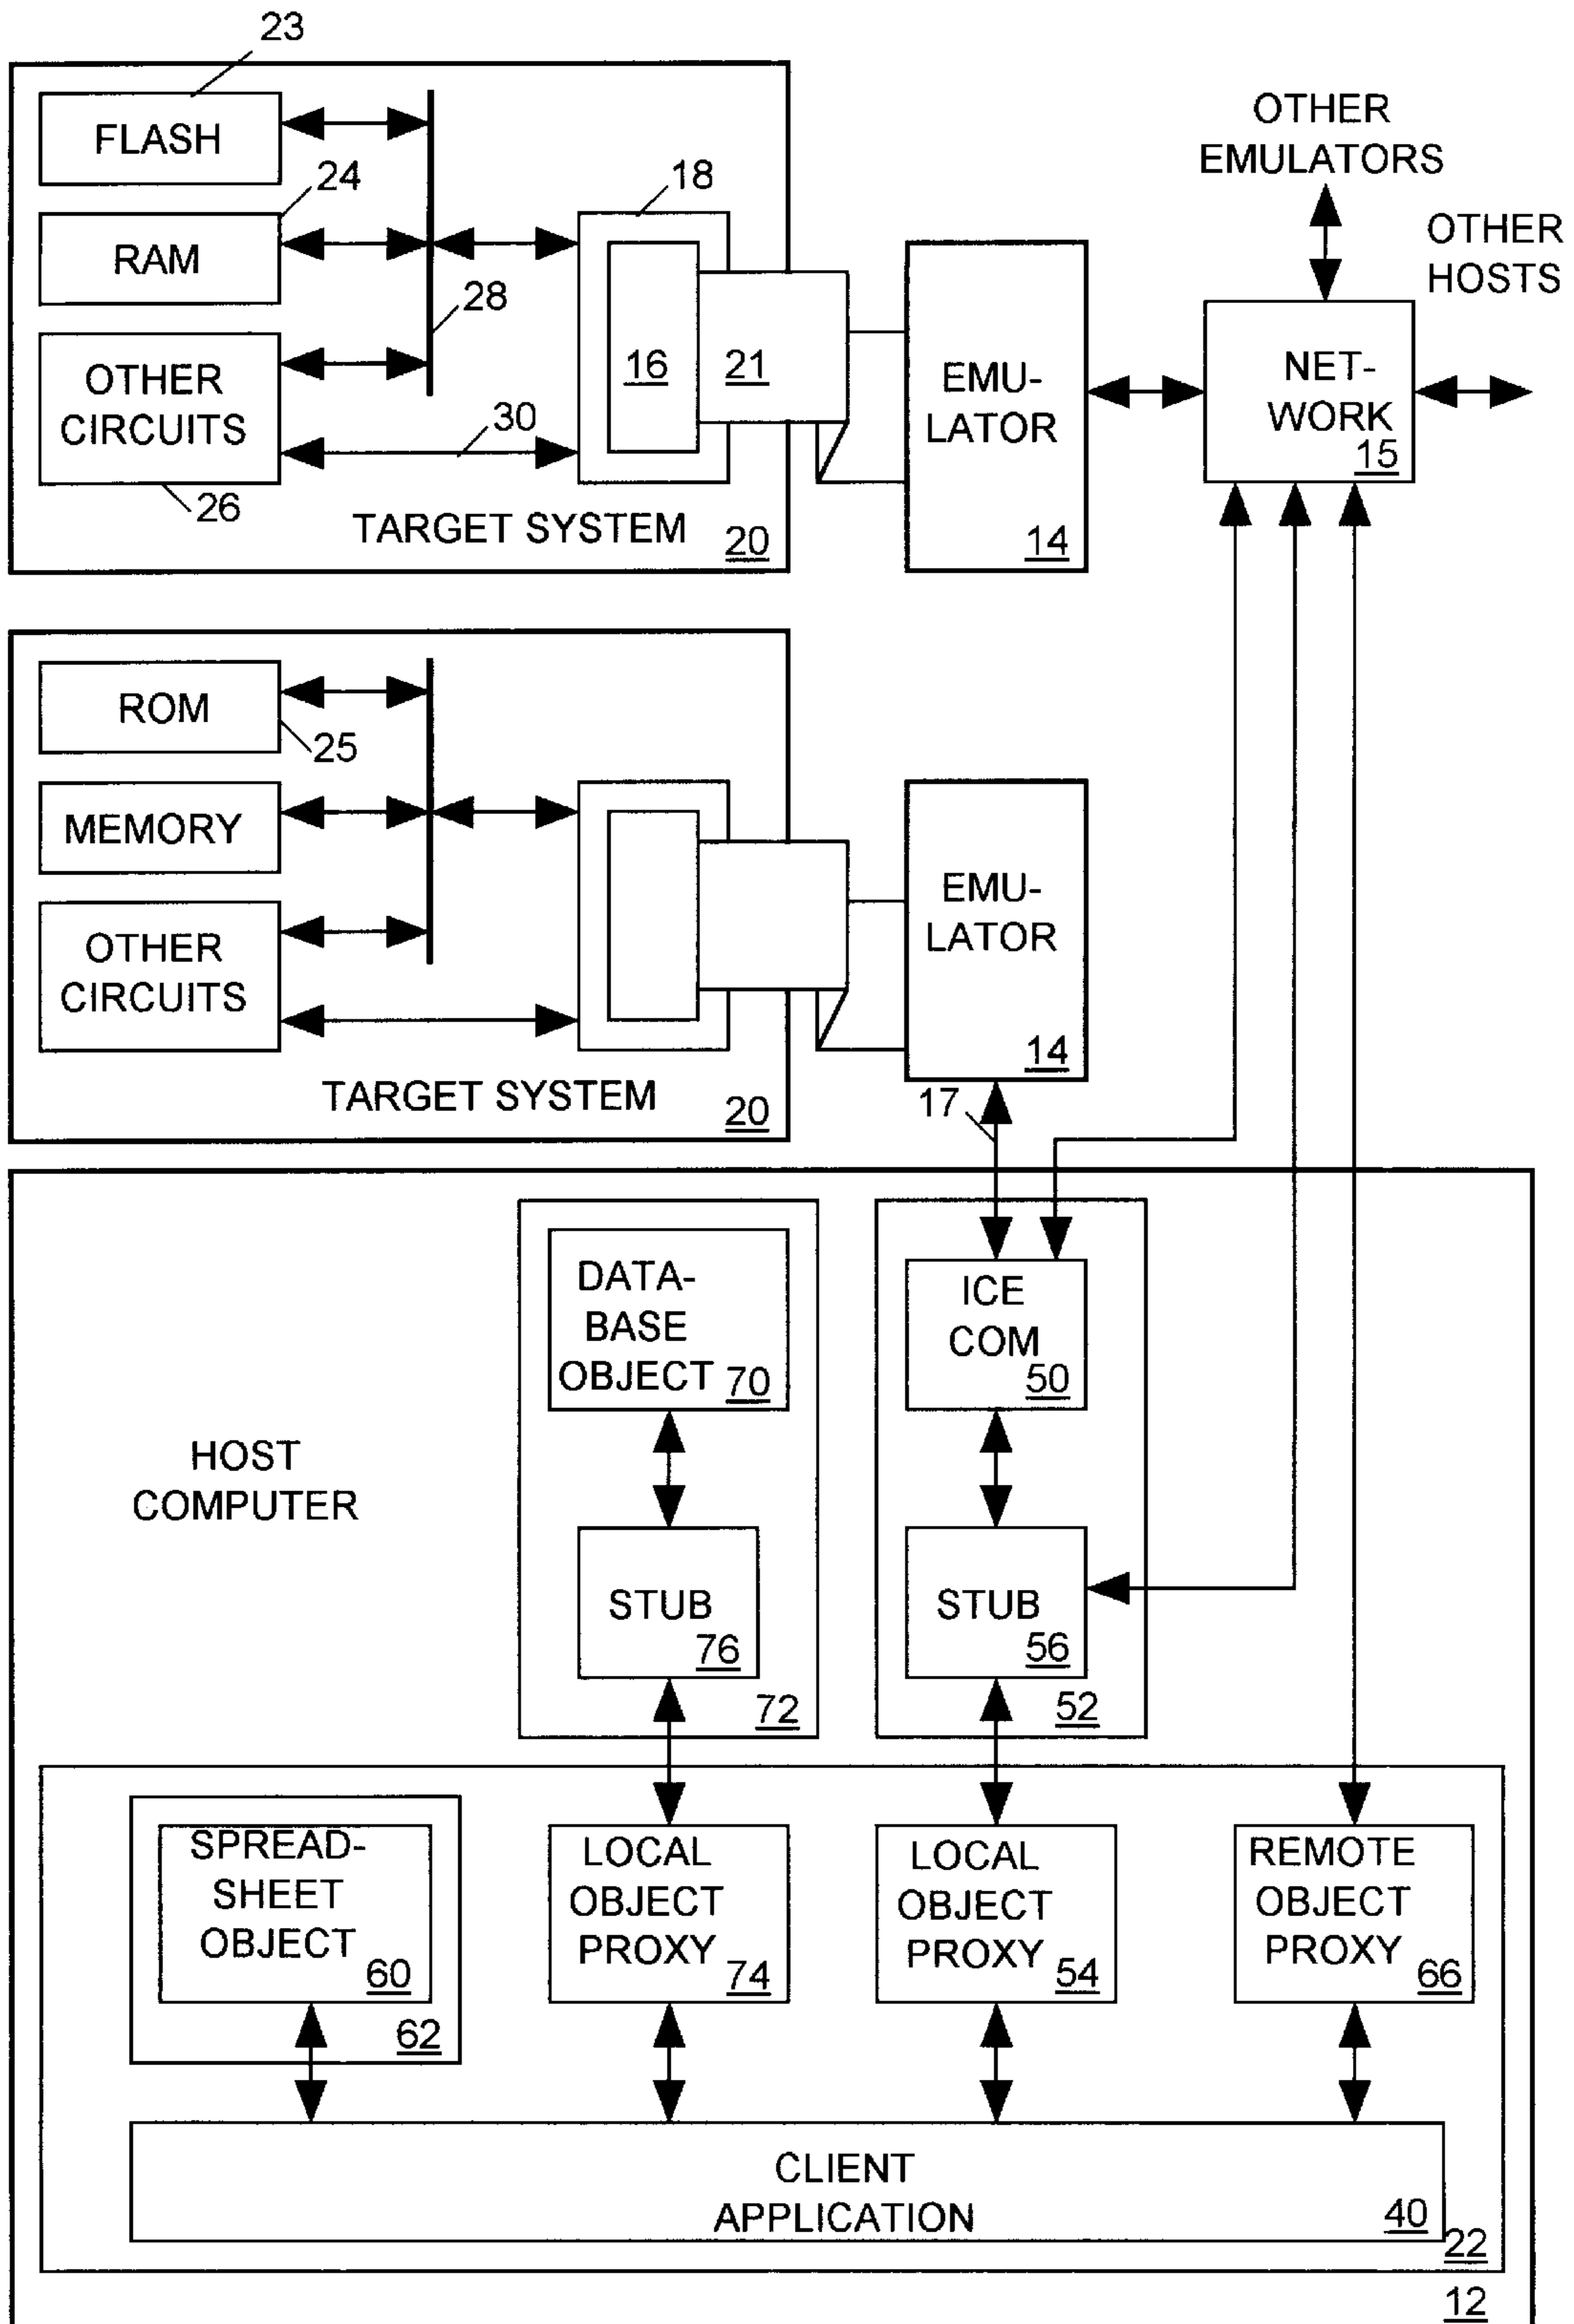 23
FLASH
24
RAM
18
28
OTHER
CIRCUITS
30
26
16
21
TARGET SYSTEM
20
EMU-
LATOR
14
OTHER
EMULATORS
OTHER
HOSTS
NET-
WORK
15
ROM
25
MEMORY
OTHER
CIRCUITS
TARGET SYSTEM
20
EMU-
LATOR
14
17
HOST
COMPUTER
DATA-
BASE
OBJECT
70
STUB
76
72
ICE
COM
50
STUB
56
52
SPREAD-
SHEET
OBJECT
60
62
LOCAL
OBJECT
PROXY
74
LOCAL
OBJECT
PROXY
54
REMOTE
OBJECT
PROXY
66
CLIENT
APPLICATION
40
22
12